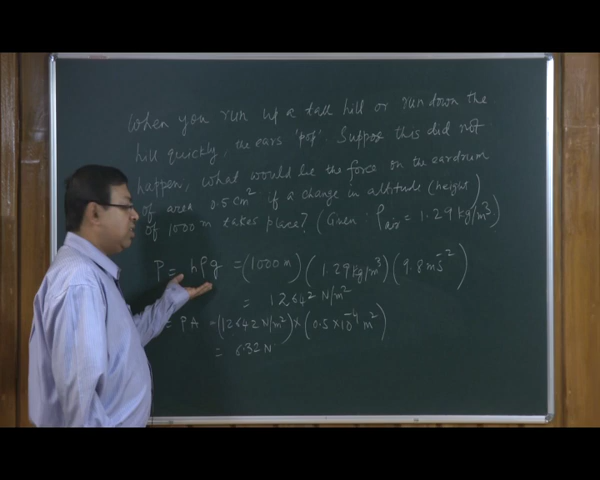 When you run up a tall hill or run down the
hill quickly, the ears 'pop'. Suppose this did not
happen, what would be the force on the eardrum
of area 0.5 cm² if a change in altitude (height)
of 1000 m takes place? (Given ρair = 1.29 kg/m³)
P = hρg = (1000 m) (1.29 kg/m³) (9.8 ms⁻²)
= 12642 N/m²
= PA = (12642 N/m²) × (0.5 × 10⁻⁴ m²)
= 6.32 N